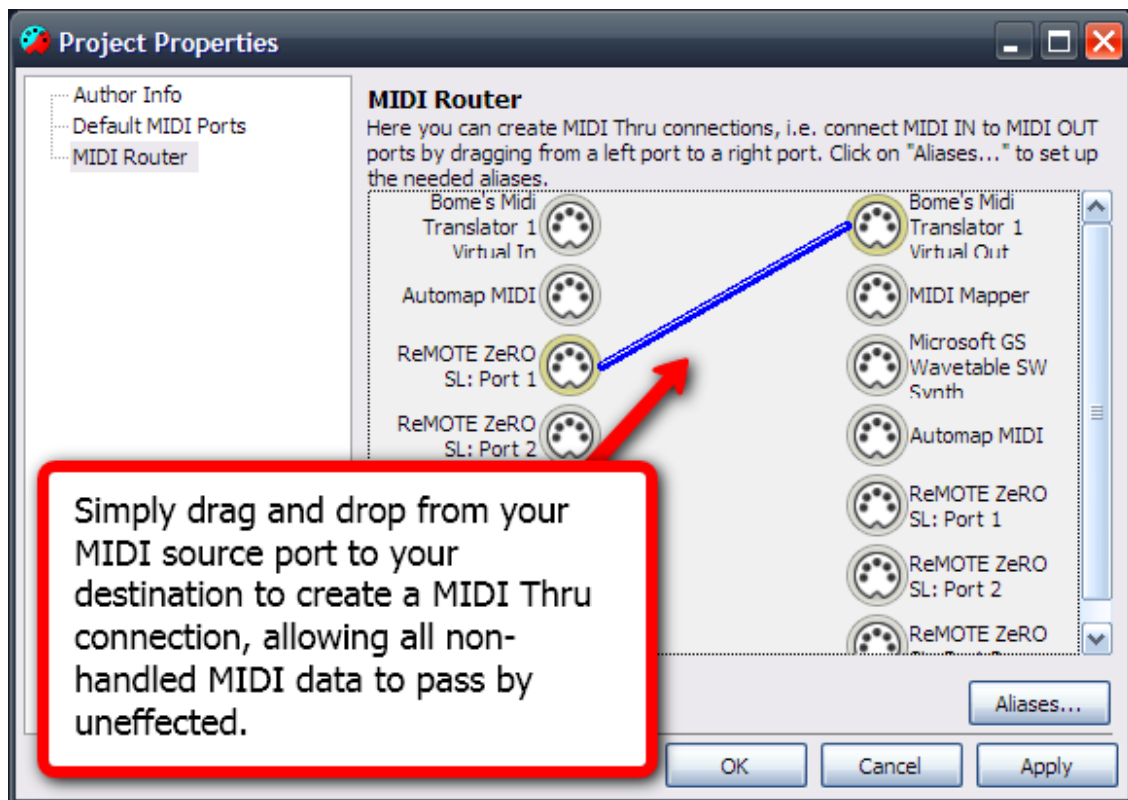 Project Properties
Author Info
Default MIDI Ports
MIDI Router
MIDI Router
Here you can create MIDI Thru connections, i.e. connect MIDI IN to MIDI OUT
ports by dragging from a left port to a right port. Click on "Aliases..." to set up
the needed aliases.
Bome's Midi
Translator 1
Virtual In
Automap MIDI
ReMOTE ZeRO
SL: Port 1
ReMOTE ZeRO
SL: Port 2
Bome's Midi
Translator 1
Virtual Out
MIDI Mapper
Microsoft GS
Wavetable SW
Synth
Automap MIDI
ReMOTE ZeRO
SL: Port 1
ReMOTE ZeRO
SL: Port 2
ReMOTE ZeRO
Simply drag and drop from your
MIDI source port to your
destination to create a MIDI Thru
connection, allowing all non-
handled MIDI data to pass by
uneffected.
Aliases...
OK
Cancel
Apply